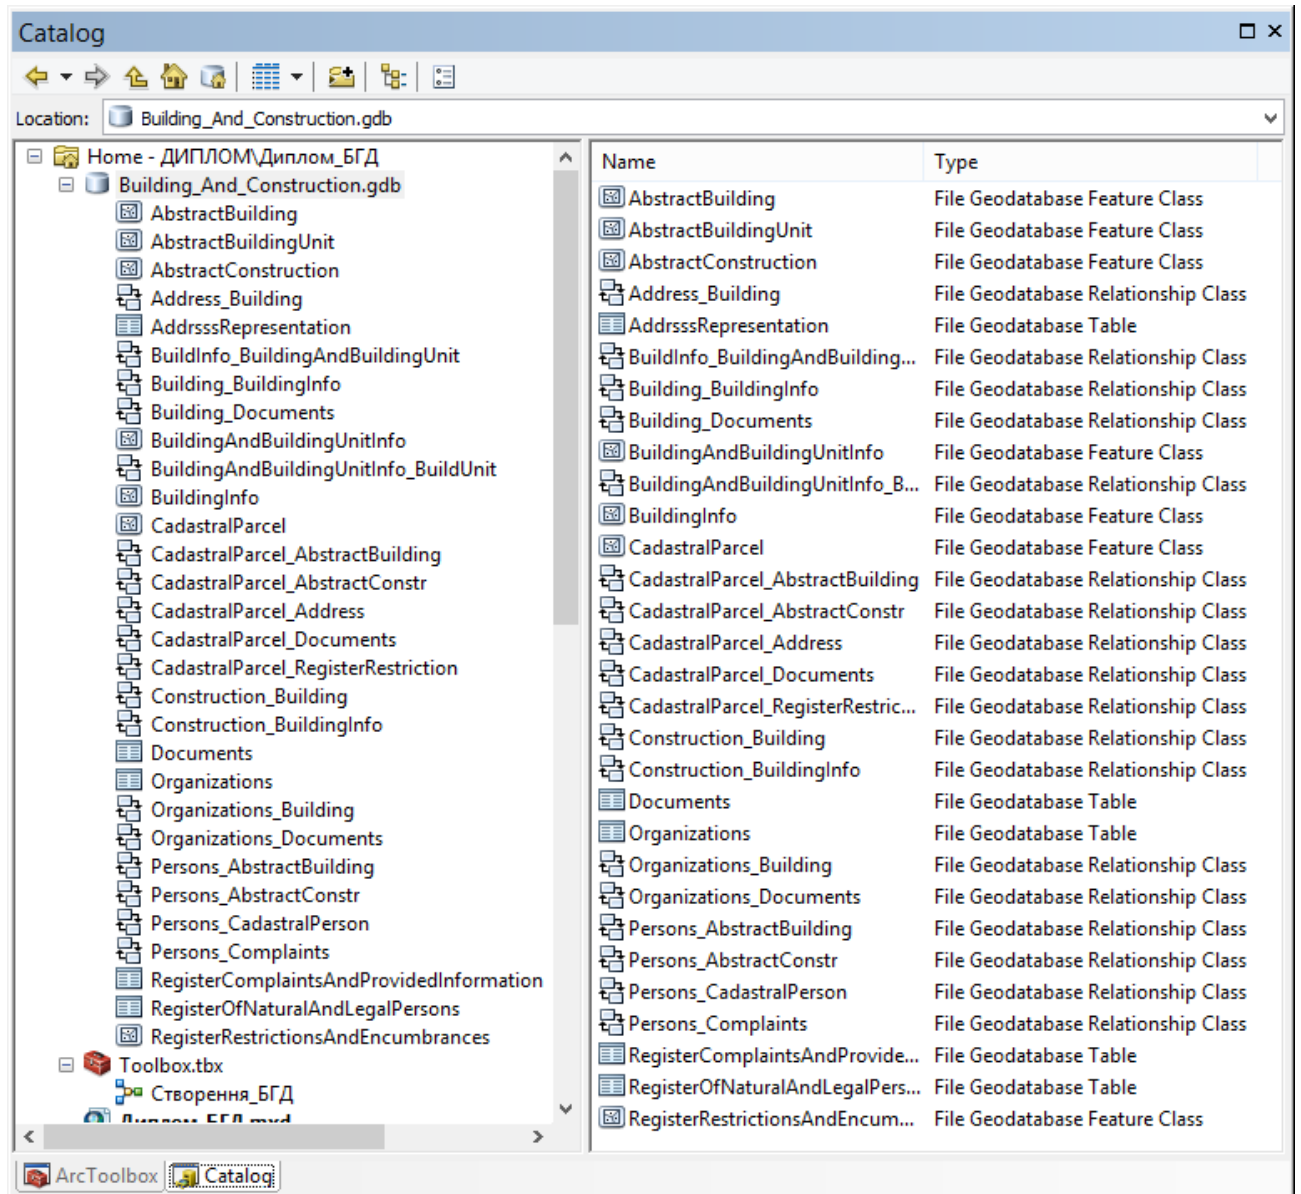 Catalog
Location: Building_And_Construction.gdb
Home - ДИПЛОМ\Диплом_БГД
Building_And_Construction.gdb
AbstractBuilding
AbstractBuildingUnit
AbstractConstruction
Address_Building
AddrsssRepresentation
BuildInfo_BuildingAndBuildingUnit
Building_BuildingInfo
Building_Documents
BuildingAndBuildingUnitInfo
BuildingAndBuildingUnitInfo_BuildUnit
BuildingInfo
CadastralParcel
CadastralParcel_AbstractBuilding
CadastralParcel_AbstractConstr
CadastralParcel_Address
CadastralParcel_Documents
CadastralParcel_RegisterRestriction
Construction_Building
Construction_BuildingInfo
Documents
Organizations
Organizations_Building
Organizations_Documents
Persons_AbstractBuilding
Persons_AbstractConstr
Persons_CadastralPerson
Persons_Complaints
RegisterComplaintsAndProvidedInformation
RegisterOfNaturalAndLegalPersons
RegisterRestrictionsAndEncumbrances
Toolbox.tbx
Створення_БГД
Диплом_БГД.mxd
Name Type
AbstractBuilding File Geodatabase Feature Class
AbstractBuildingUnit File Geodatabase Feature Class
AbstractConstruction File Geodatabase Feature Class
Address_Building File Geodatabase Relationship Class
AddrsssRepresentation File Geodatabase Table
BuildInfo_BuildingAndBuilding... File Geodatabase Relationship Class
Building_BuildingInfo File Geodatabase Relationship Class
Building_Documents File Geodatabase Relationship Class
BuildingAndBuildingUnitInfo File Geodatabase Feature Class
BuildingAndBuildingUnitInfo_B... File Geodatabase Relationship Class
BuildingInfo File Geodatabase Feature Class
CadastralParcel File Geodatabase Feature Class
CadastralParcel_AbstractBuilding File Geodatabase Relationship Class
CadastralParcel_AbstractConstr File Geodatabase Relationship Class
CadastralParcel_Address File Geodatabase Relationship Class
CadastralParcel_Documents File Geodatabase Relationship Class
CadastralParcel_RegisterRestric... File Geodatabase Relationship Class
Construction_Building File Geodatabase Relationship Class
Construction_BuildingInfo File Geodatabase Relationship Class
Documents File Geodatabase Table
Organizations File Geodatabase Table
Organizations_Building File Geodatabase Relationship Class
Organizations_Documents File Geodatabase Relationship Class
Persons_AbstractBuilding File Geodatabase Relationship Class
Persons_AbstractConstr File Geodatabase Relationship Class
Persons_CadastralPerson File Geodatabase Relationship Class
Persons_Complaints File Geodatabase Relationship Class
RegisterComplaintsAndProvide... File Geodatabase Table
RegisterOfNaturalAndLegalPers... File Geodatabase Table
RegisterRestrictionsAndEncum... File Geodatabase Feature Class
ArcToolbox Catalog